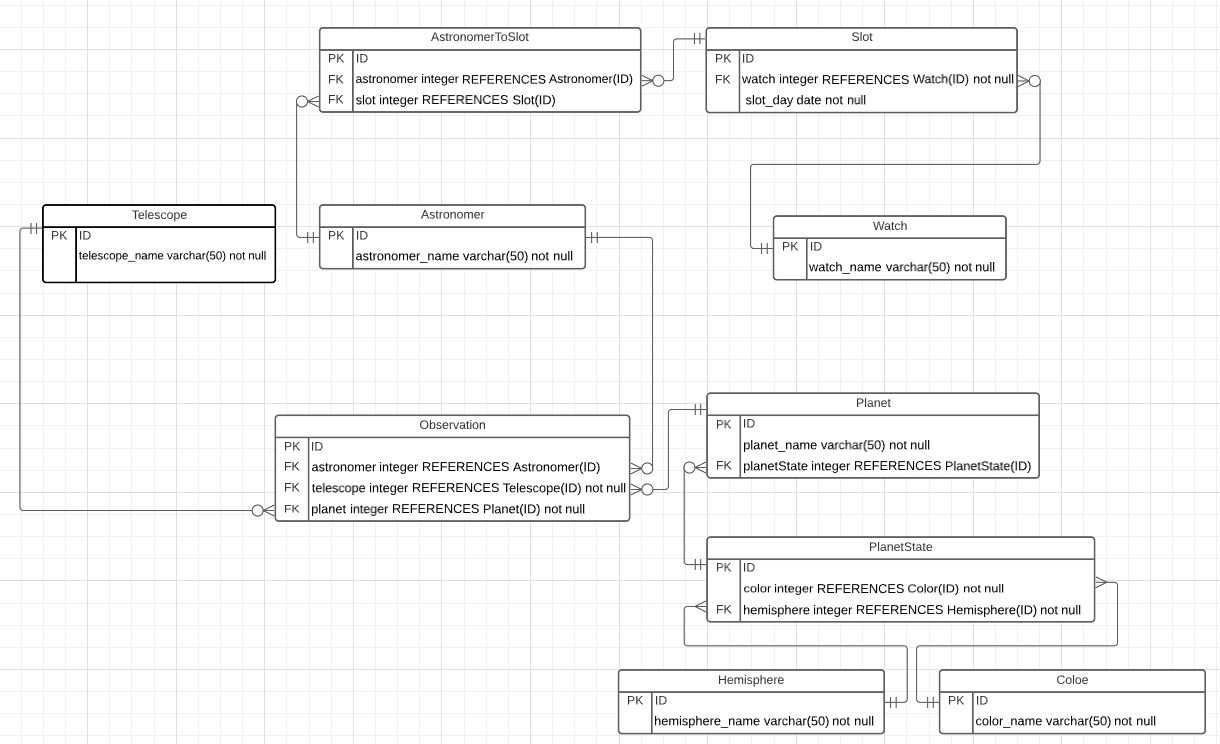 AstronomerToSlot
PK ID
FK astronomer integer REFERENCES Astronomer(ID)
FK slot integer REFERENCES Slot(ID)
Slot
PK ID
FK watch integer REFERENCES Watch(ID) not null
slot_day date not null
Telescope
PK ID
telescope_name varchar(50) not null
Astronomer
PK ID
astronomer_name varchar(50) not null
Watch
PK ID
watch_name varchar(50) not null
Observation
PK ID
FK astronomer integer REFERENCES Astronomer(ID)
FK telescope integer REFERENCES Telescope(ID) not null
FK planet integer REFERENCES Planet(ID) not null
Planet
PK ID
planet_name varchar(50) not null
FK planetState integer REFERENCES PlanetState(ID)
PlanetState
PK ID
color integer REFERENCES Color(ID) not null
FK hemisphere integer REFERENCES Hemisphere(ID) not null
Hemisphere
PK ID
hemisphere_name varchar(50) not null
Coloe
PK ID
color_name varchar(50) not null